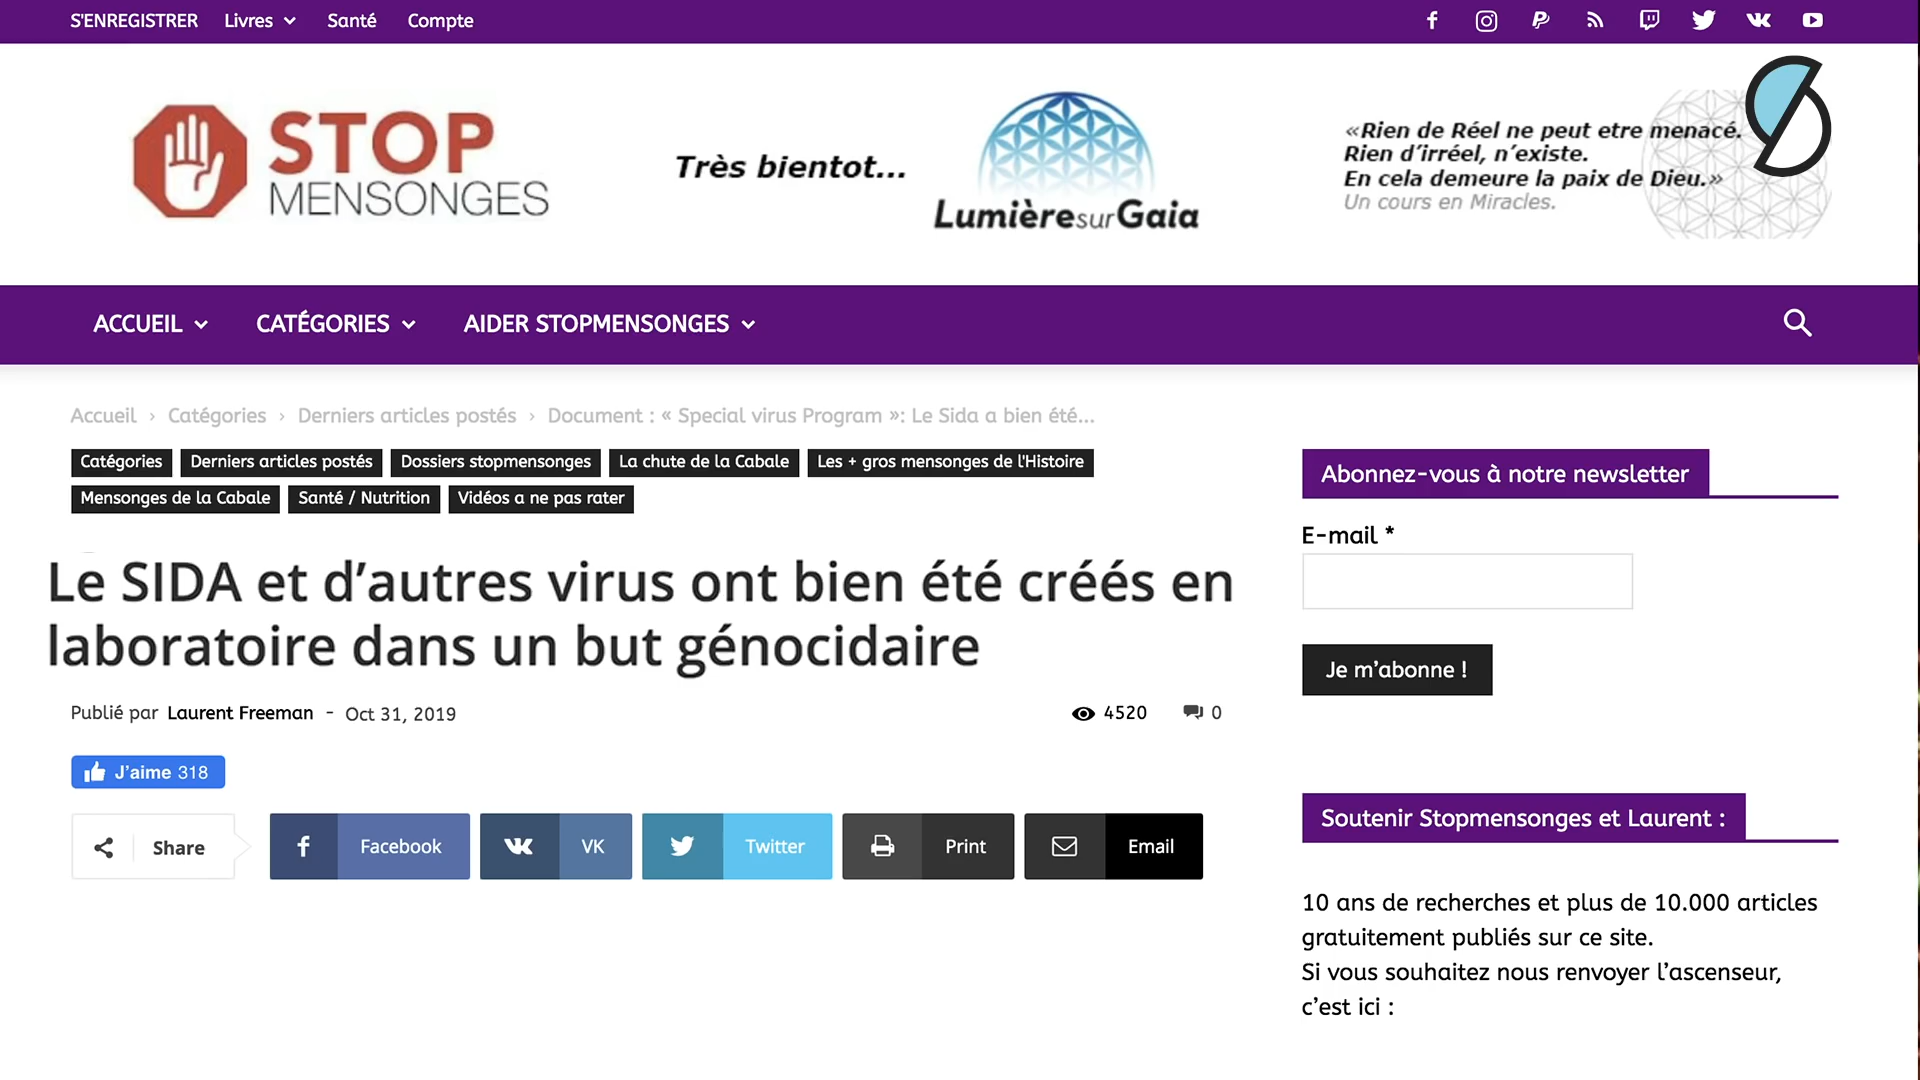 S'ENREGISTRER Livres Santé Compte
STOP
MENSONGES
Très bientot...
LumièresurGaia
«Rien de Réel ne peut etre menacé.
Rien d'irréel, n'existe.
En cela demeure la paix de Dieu.»
Un cours en Miracles.
ACCUEIL CATÉGORIES AIDER STOPMENSONGES
Accueil › Catégories › Derniers articles postés › Document : « Special virus Program »: Le Sida a bien été...
Catégories Derniers articles postés Dossiers stopmensonges La chute de la Cabale Les + gros mensonges de l'Histoire
Mensonges de la Cabale Santé / Nutrition Vidéos a ne pas rater
Le SIDA et d’autres virus ont bien été créés en
laboratoire dans un but génocidaire
Publié par Laurent Freeman - Oct 31, 2019 4520 0
J’aime 318
Share Facebook VK Twitter Print Email
Abonnez-vous à notre newsletter
E-mail *
Je m’abonne !
Soutenir Stopmensonges et Laurent :
10 ans de recherches et plus de 10.000 articles
gratuitement publiés sur ce site.
Si vous souhaitez nous renvoyer l’ascenseur,
c’est ici :